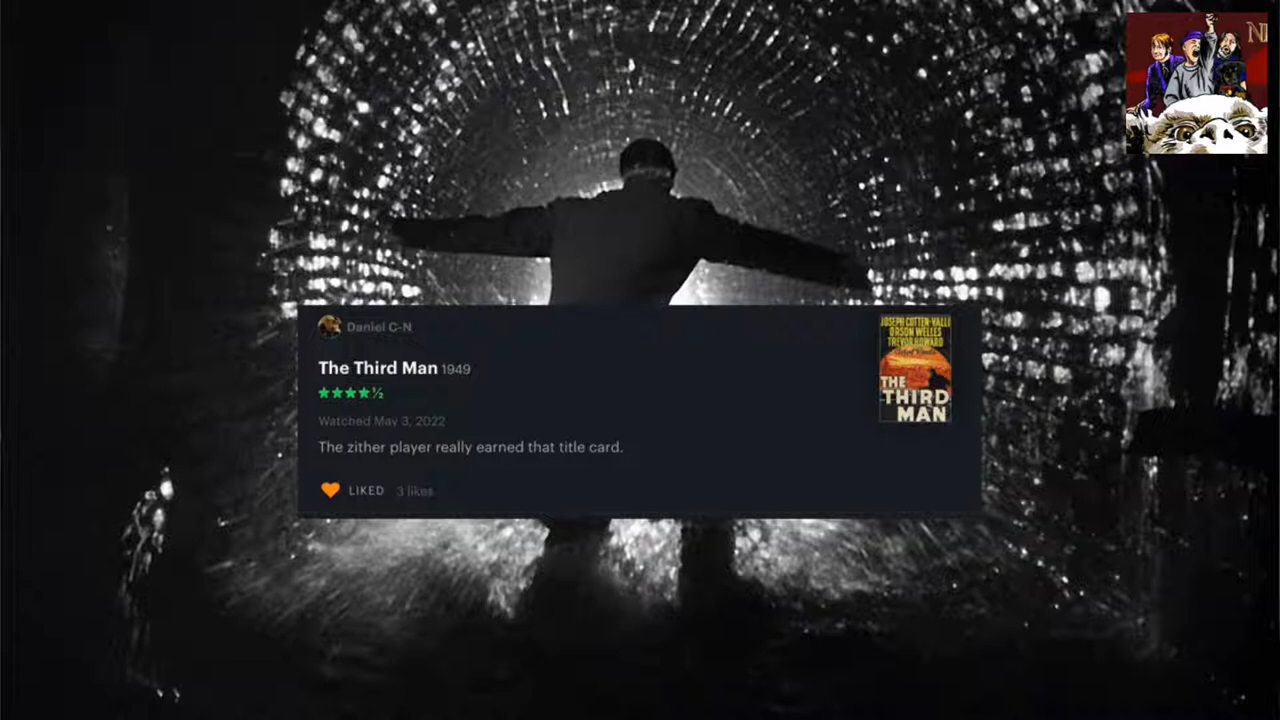 Daniel C-N
The Third Man 1949
★★★★½
Watched May 3, 2022
The zither player really earned that title card.
LIKED 3 likes
JOSEPH COTTEN · VALLI
ORSON WELLES
TREVOR HOWARD
THE
THIRD
MAN